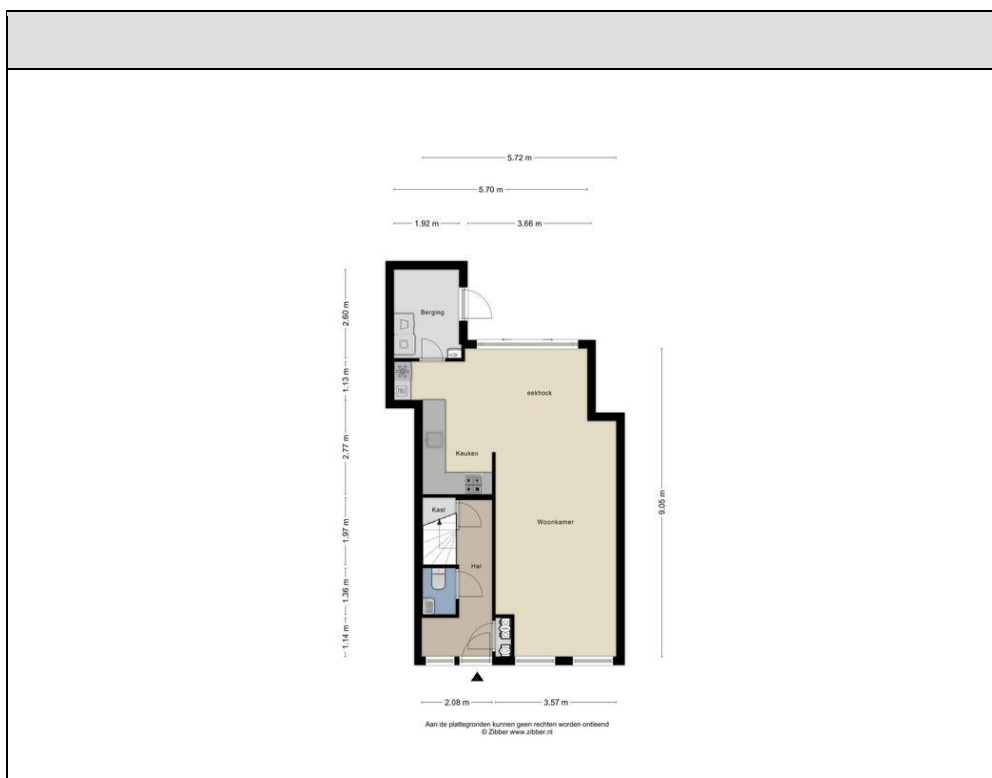 5.72 m
5.70 m
1.92 m 3.66 m
Berging
2.60 m
1.13 m
eekhock
2.77 m
Keuken
9.05 m
Kast
Woonkamer
1.97 m
Hal
1.36 m
1.14 m
2.08 m 3.57 m
Aan de plattegronden kunnen geen rechten worden ontleend
© Zibber www.zibber.nl